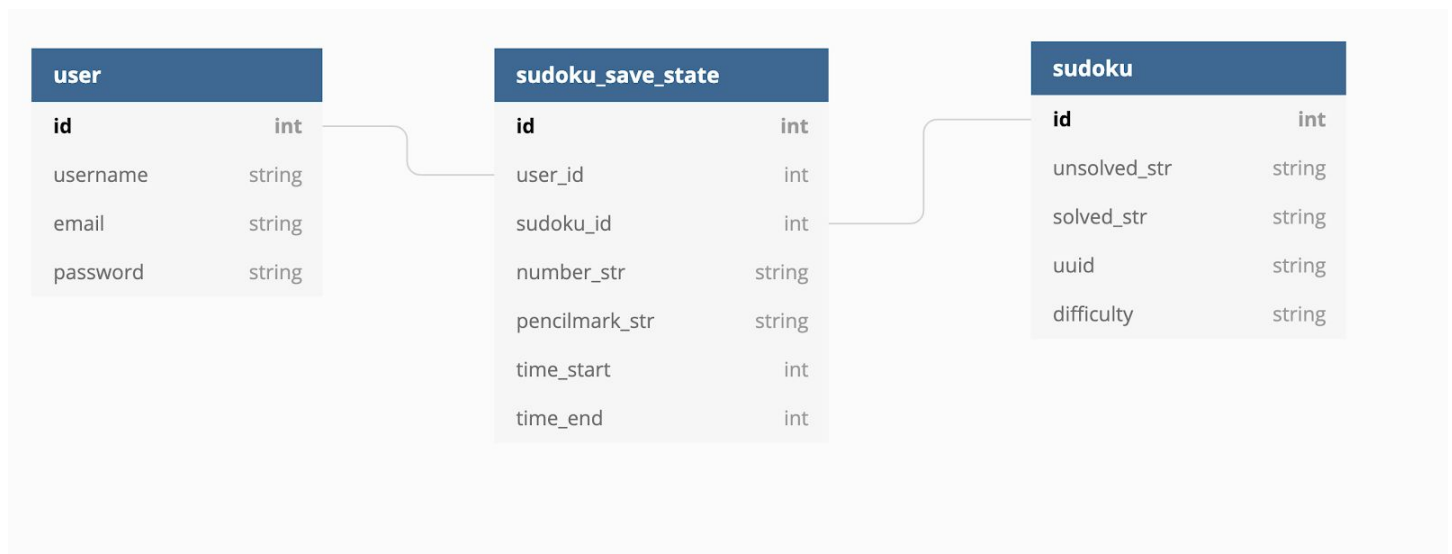 user
id int
username string
email string
password string
sudoku_save_state
id int
user_id int
sudoku_id int
number_str string
pencilmark_str string
time_start int
time_end int
sudoku
id int
unsolved_str string
solved_str string
uuid string
difficulty string